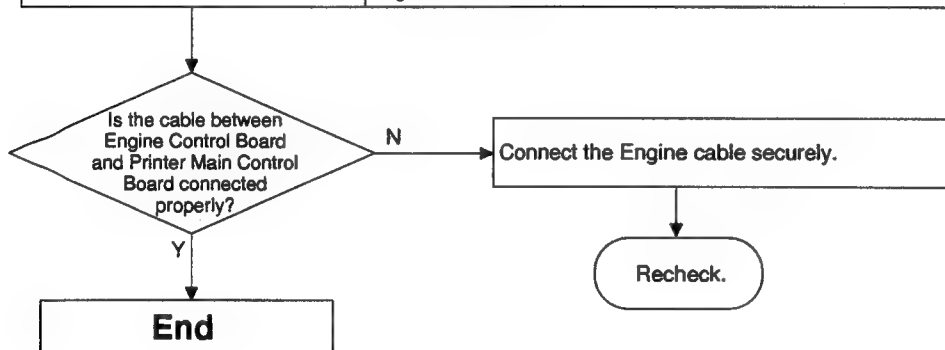 Is the cable between
Engine Control Board
and Printer Main Control
Board connected
properly?
N
Connect the Engine cable securely.
Y
Recheck.
End